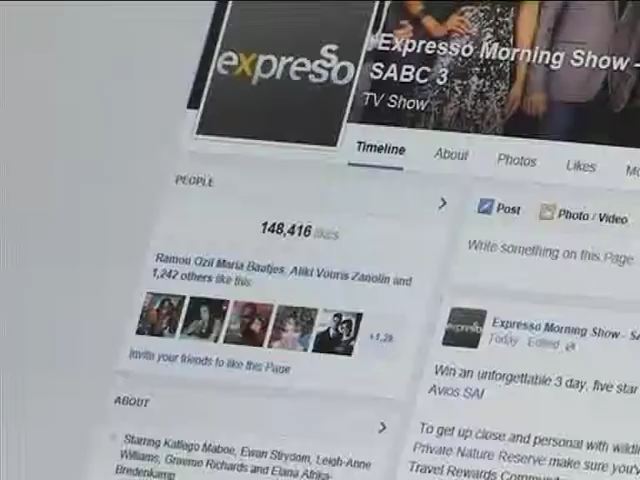 expresso
Expresso Morning Show -
SABC 3
TV Show
Timeline
About
Photos
Likes
PEOPLE
148,416 likes
Post
Photo / Video
Write something on this Page
Ramou Ozil Maria Baatjes, Aliki Vouris Zanolin and
1,242 others like this.
Invite your friends to like this Page
Expresso Morning Show - SA
Today · Edited
Win an unforgettable 3 day, five star
Avios SA!
To get up close and personal with wildl
Private Nature Reserve make sure you'v
Travel Rewards
ABOUT
Starring Katlego Maboe, Ewan Strydom, Leigh-Anne
Williams, Graeme Richards and Elana Afrika-
Bredenkamp